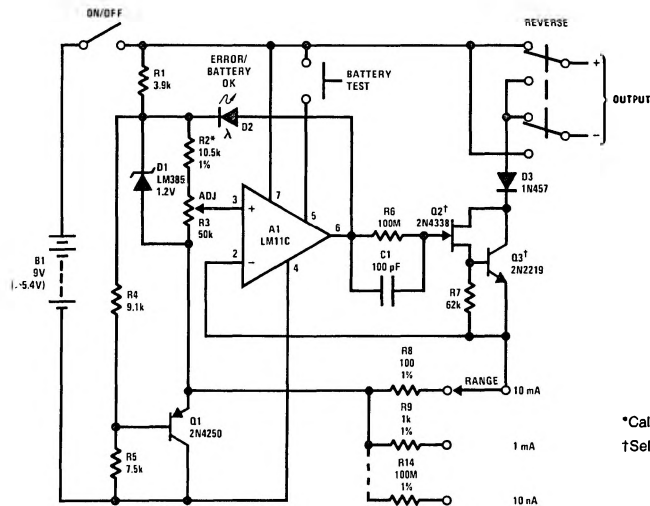 ON/OFF
REVERSE
R1
3.9k
ERROR/
BATTERY
OK
BATTERY
TEST
+
OUTPUT
−
λ
D2
R2*
10.5k
1%
D1
LM385
1.2V
ADJ
R3
50k
3
+
7
A1
LM11C
5
6
2
−
4
R6
100M
C1
100 pF
Q2†
2N4338
D3
1N457
Q3†
2N2219
R7
62k
B1
9V
R4
9.1k
R5
7.5k
Q1
2N4250
R8
100
1%
RANGE
10 mA
R9
1k
1%
1 mA
R14
100M
1%
10 nA
*Cal
†Sel